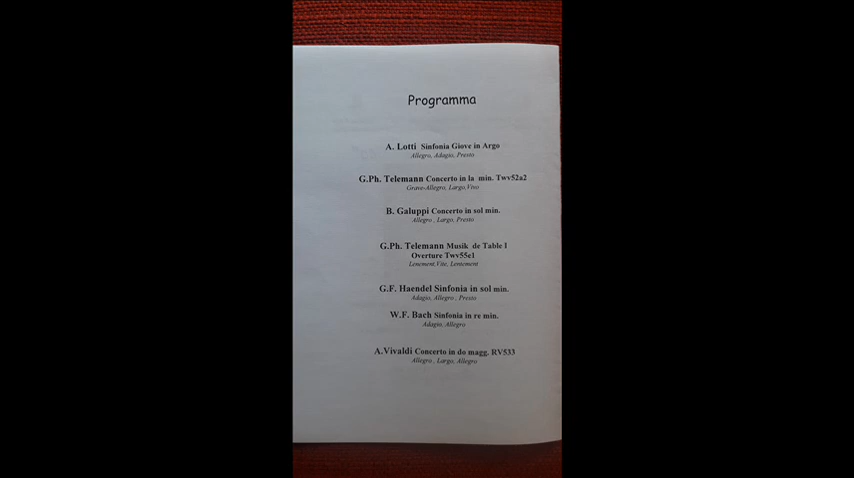 Programma
A. Lotti Sinfonia Giove in Argo
Allegro, Adagio, Presto
G.Ph. Telemann Concerto in la min. Twv52a2
Grave-Allegro, Largo,Vivo
B. Galuppi Concerto in sol min.
Allegro , Largo, Presto
G.Ph. Telemann Musik de Table I
Overture Twv55e1
Lenement,Vite, Lentement
G.F. Haendel Sinfonia in sol min.
Adagio, Allegro , Presto
W.F. Bach Sinfonia in re min.
Adagio, Allegro
A.Vivaldi Concerto in do magg. RV533
Allegro , Largo, Allegro